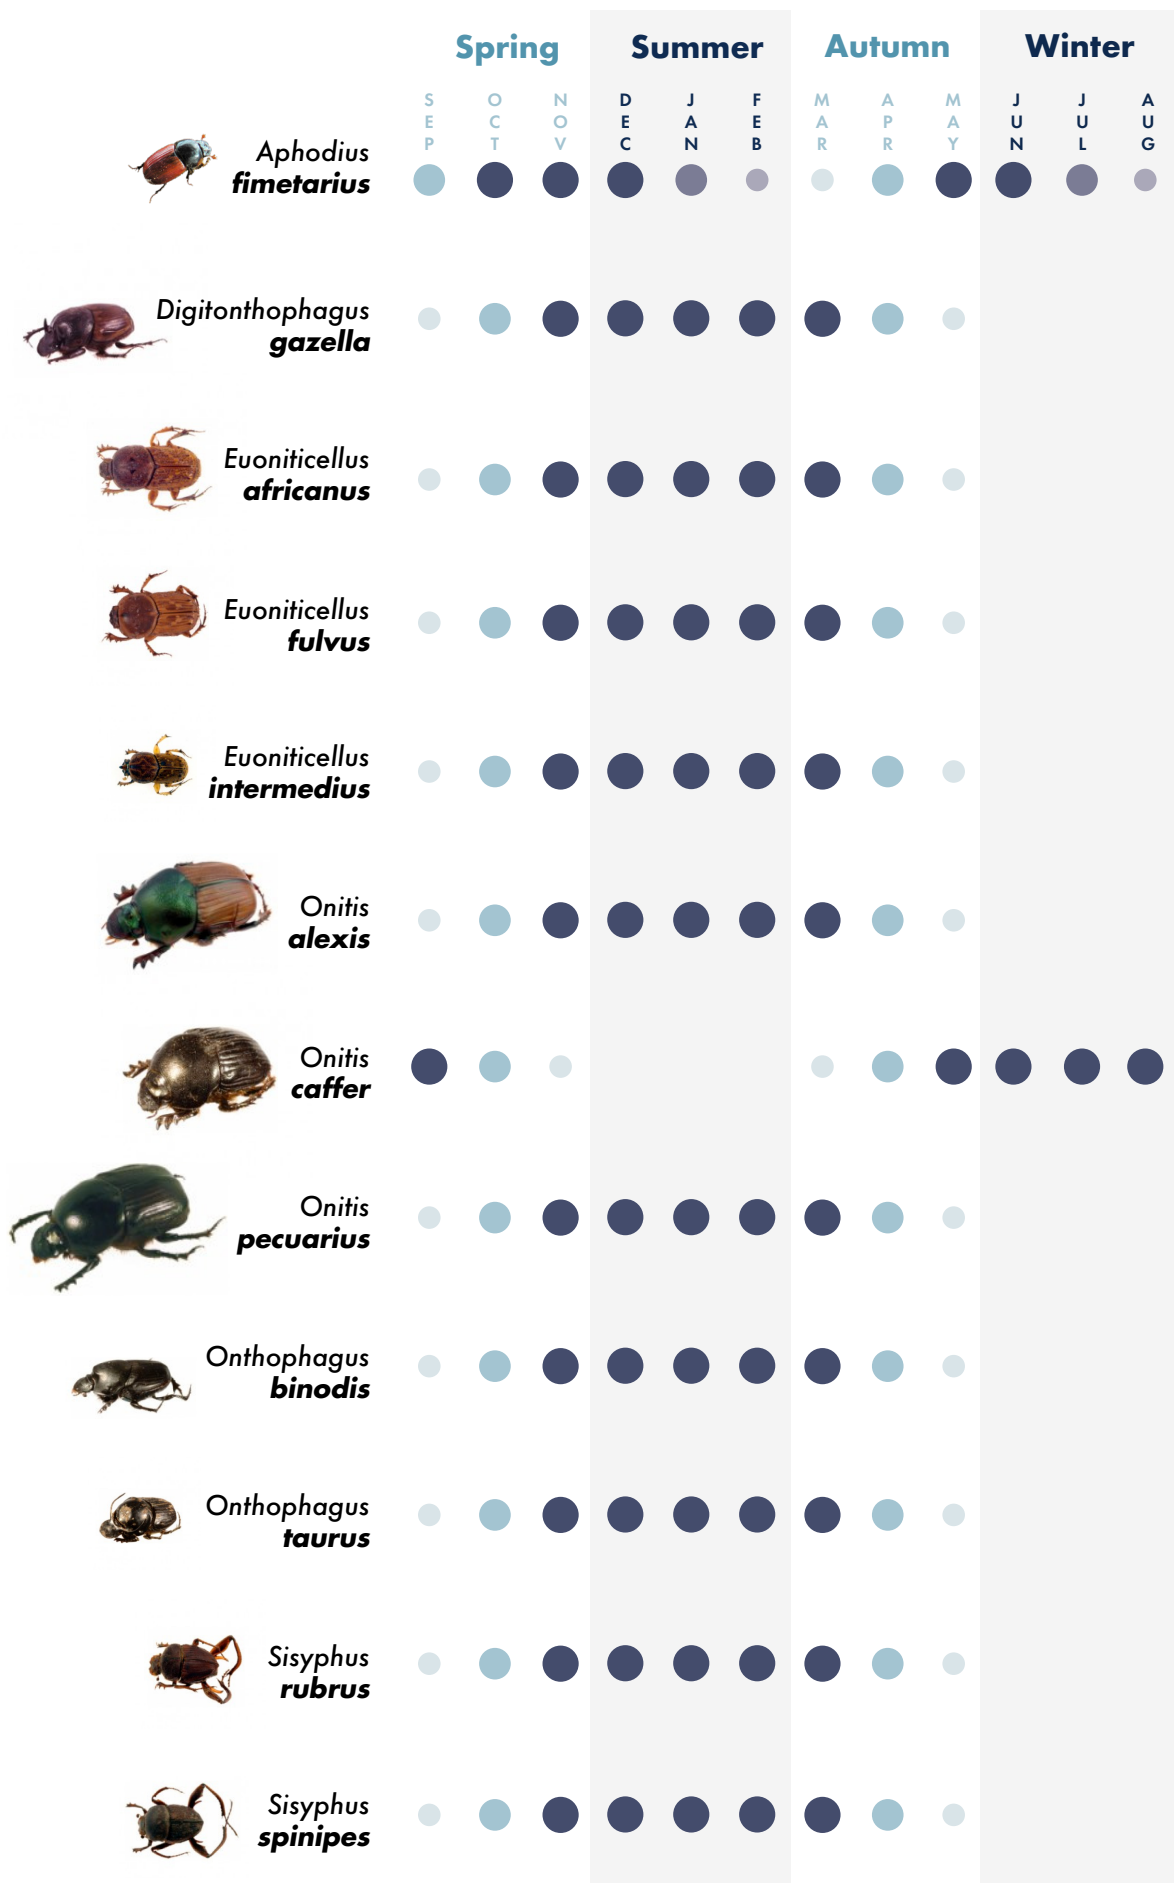 Spring Summer Autumn Winter
SEP OCT NOV DEC JAN FEB MAR APR MAY JUN JUL AUG
Aphodius
fimetarius
Digitonthophagus
gazella
Euoniticellus
africanus
Euoniticellus
fulvus
Euoniticellus
intermedius
Onitis
alexis
Onitis
caffer
Onitis
pecuarius
Onthophagus
binodis
Onthophagus
taurus
Sisyphus
rubrus
Sisyphus
spinipes